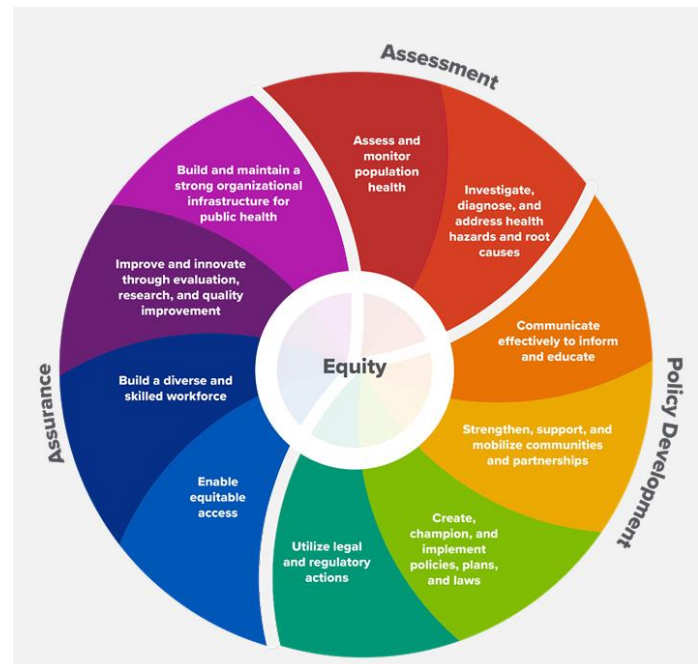 Assessment
Assess and
monitor
population
health
Investigate,
diagnose, and
address health
hazards and root
causes
Policy Development
Communicate
effectively to inform
and educate
Strengthen, support, and
mobilize communities
and partnerships
Create,
champion, and
implement
policies, plans,
and laws
Utilize legal
and regulatory
actions
Assurance
Enable
equitable
access
Build a diverse and
skilled workforce
Improve and innovate
through evaluation,
research, and quality
improvement
Build and maintain a
strong organizational
infrastructure for
public health
Equity